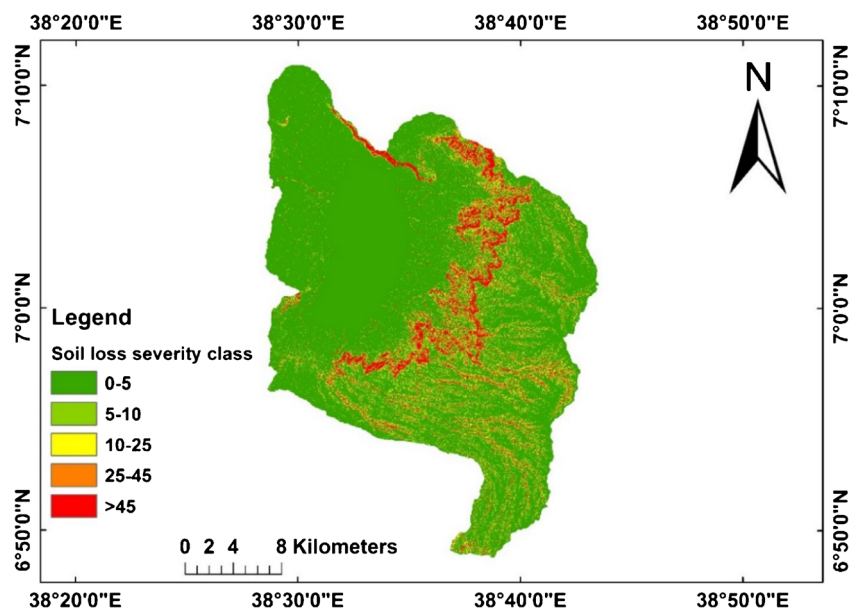 38°20'0"E 38°30'0"E 38°40'0"E 38°50'0"E
7°10'0"N 7°10'0"N
N
7°0'0"N 7°0'0"N
Legend
Soil loss severity class
0-5
5-10
10-25
25-45
>45
6°50'0"N 6°50'0"N
0 2 4 8 Kilometers
38°20'0"E 38°30'0"E 38°40'0"E 38°50'0"E